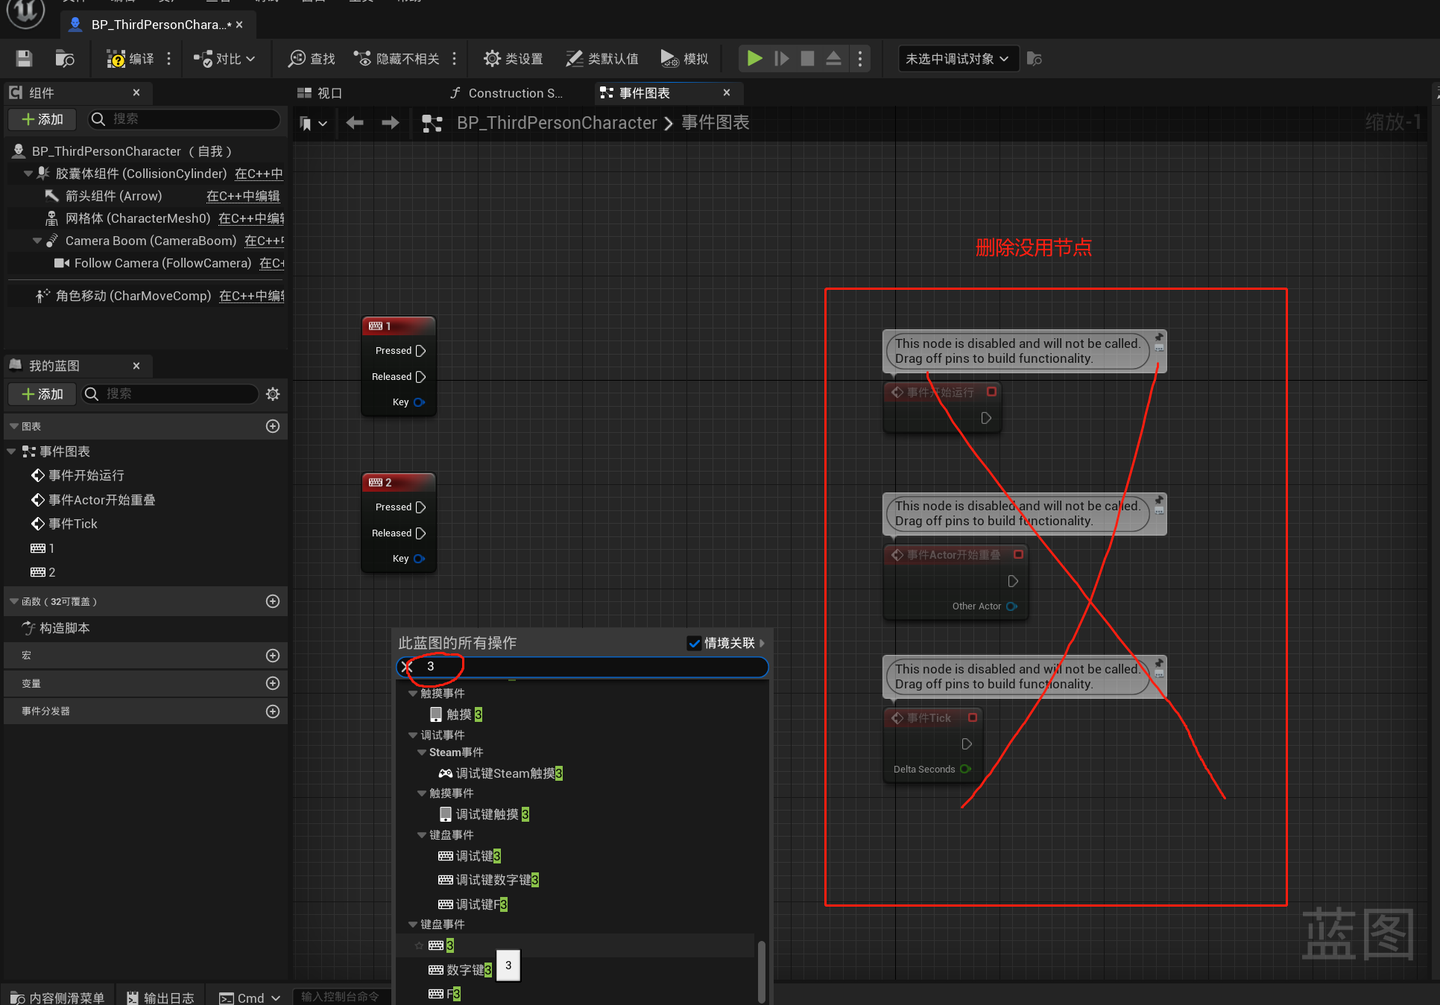 BP_ThirdPersonChara...•
编译
对比
查找
隐藏不相关
类设置
类默认值
模拟
未选中调试对象
组件
视口
Construction S...
事件图表
添加
搜索
BP_ThirdPersonCharacter
事件图表
缩放-1
BP_ThirdPersonCharacter （自我）
胶囊体组件 (CollisionCylinder) 在C++中
箭头组件 (Arrow) 在C++中编辑
网格体 (CharacterMesh0) 在C++中编辑
Camera Boom (CameraBoom) 在C++
Follow Camera (FollowCamera) 在C
角色移动 (CharMoveComp) 在C++中编辑
删除没用节点
1
Pressed
Released
Key
This node is disabled and will not be called.
Drag off pins to build functionality.
事件开始运行
我的蓝图
添加
搜索
图表
事件图表
事件开始运行
事件Actor开始重叠
事件Tick
1
2
2
Pressed
Released
Key
This node is disabled and will not be called.
Drag off pins to build functionality.
事件Actor开始重叠
Other Actor
函数（32可覆盖）
构造脚本
宏
变量
事件分发器
此蓝图的所有操作
情境关联
3
触摸事件
触摸 3
调试事件
Steam事件
调试键Steam触摸3
触摸事件
调试键触摸 3
键盘事件
调试键3
调试键数字键3
调试键F3
键盘事件
3
数字键3
3
F3
This node is disabled and will not be called.
Drag off pins to build functionality.
事件Tick
Delta Seconds
蓝图
内容侧滑菜单
输出日志
Cmd
输入控制台命令